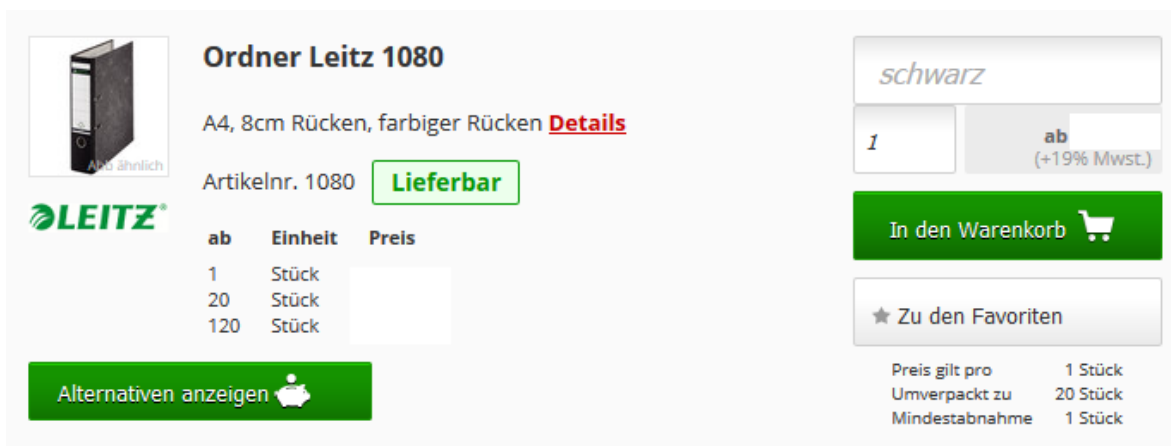 Ordner Leitz 1080
A4, 8cm Rücken, farbiger Rücken Details
Abb ähnlich
Artikelnr. 1080 Lieferbar
LEITZ®
ab Einheit Preis
1 Stück
20 Stück
120 Stück
Alternativen anzeigen
schwarz
1
ab
(+19% Mwst.)
In den Warenkorb
Zu den Favoriten
Preis gilt pro 1 Stück
Umverpackt zu 20 Stück
Mindestabnahme 1 Stück